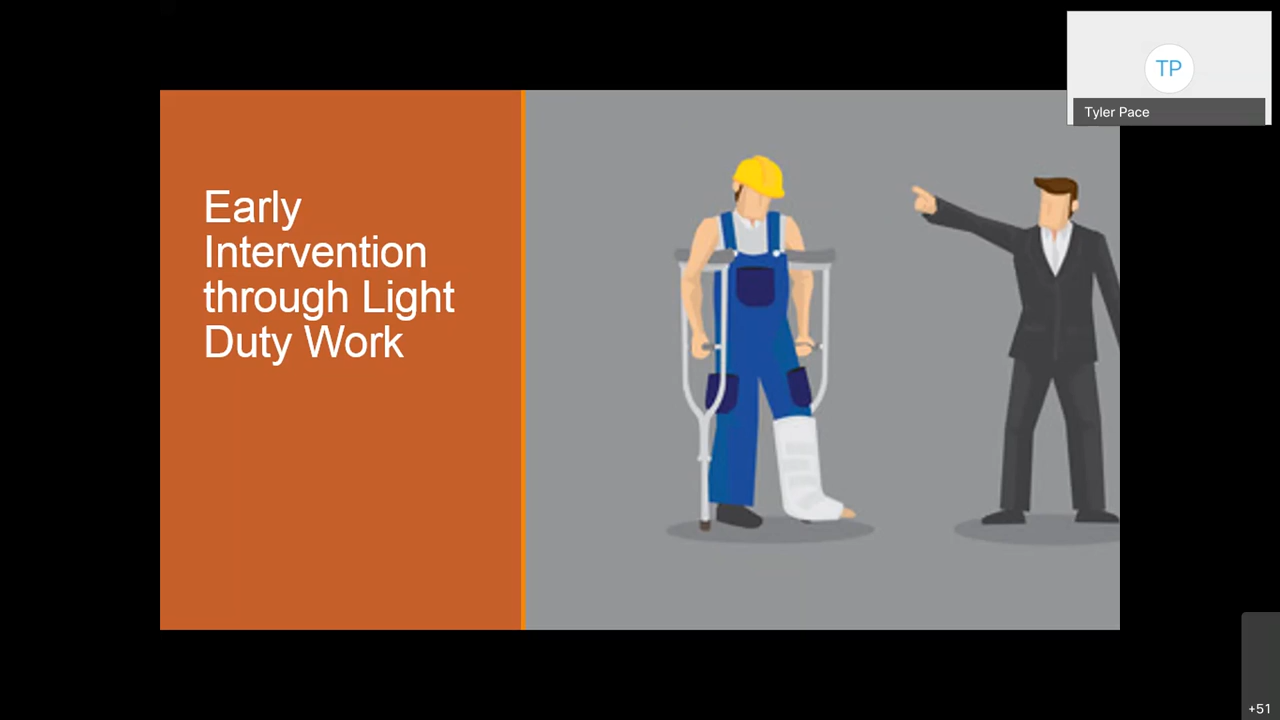 TP
Tyler Pace
Early
Intervention
through Light
Duty Work
+51